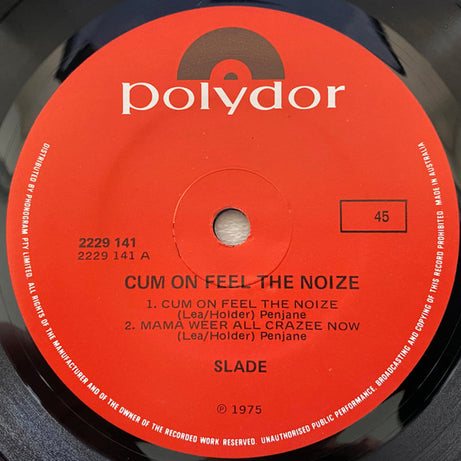 polydor
45
2229 141
2229 141 A
CUM ON FEEL THE NOIZE
1. CUM ON FEEL THE NOIZE
(Lea/Holder) Penjane
2. MAMA WEER ALL CRAZEE NOW
(Lea/Holder) Penjane
SLADE
℗ 1975
DISTRIBUTED BY PHONOGRAM PTY LIMITED. ALL RIGHTS OF THE MANUFACTURER AND OF THE OWNER OF THE RECORDED WORK RESERVED. UNAUTHORISED PUBLIC PERFORMANCE, BROADCASTING AND COPYING OF THIS RECORD PROHIBITED. MADE IN AUSTRALIA